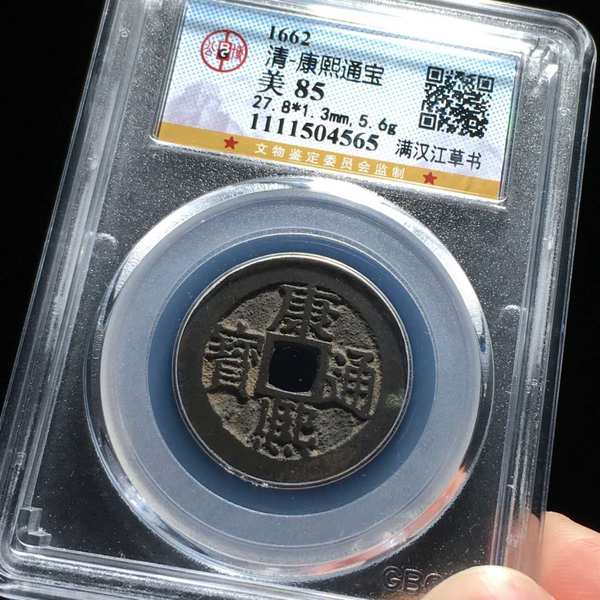 1662
清-康熙通宝
美 85
27.8*1.3mm,5.6g
1111504565 满汉江草书
★ 文物鉴定委员会监制 ★
康
寶 通
熙